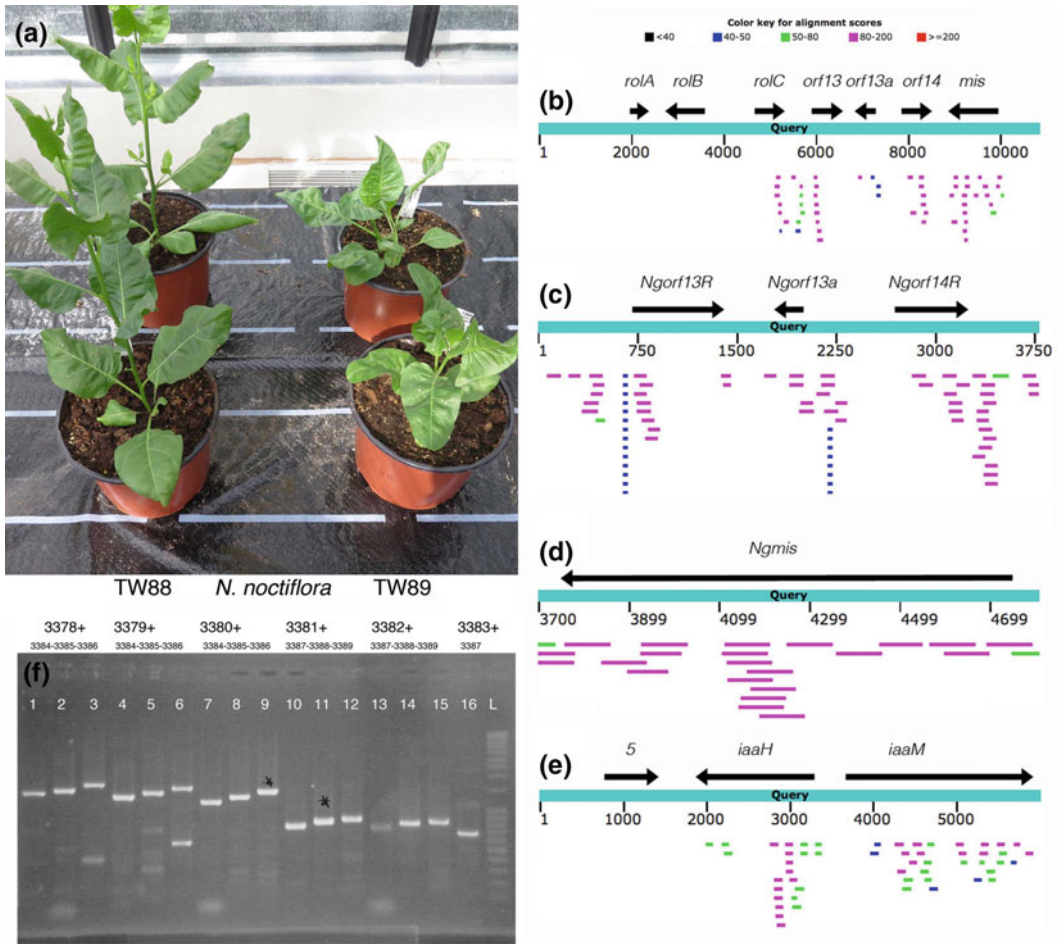 (a)
TW88 N. noctiflora TW89
3378+ 3379+ 3380+ 3381+ 3382+ 3383+
3384-3385-3386 3384-3385-3386 3384-3385-3386 3387-3388-3389 3387-3388-3389 3387
(f)
1 2 3 4 5 6 7 8 9 10 11 12 13 14 15 16 L
Color key for alignment scores
<40 40-50 50-80 80-200 >=200
(b)
rolA rolB rolC orf13 orf13a orf14 mis
Query
1 2000 4000 6000 8000 10000
(c)
Ngorf13R Ngorf13a Ngorf14R
Query
1 750 1500 2250 3000 3750
(d)
Ngmis
Query
3700 3899 4099 4299 4499 4699
(e)
5 iaaH iaaM
Query
1 1000 2000 3000 4000 5000